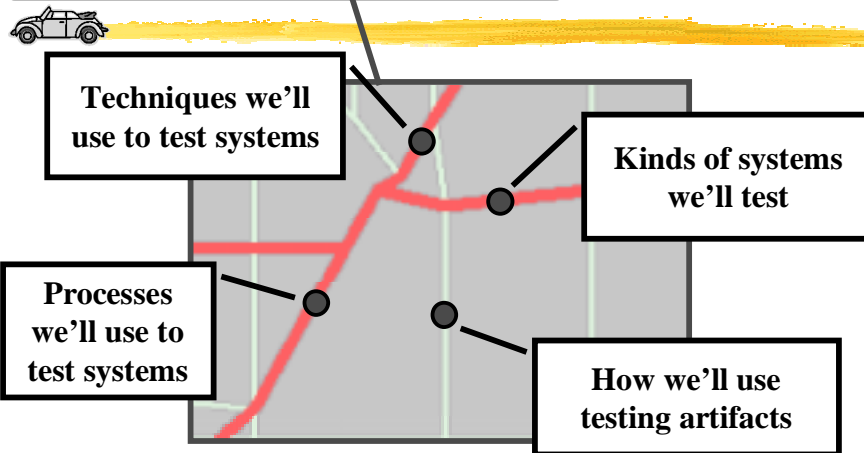 Techniques we’ll
use to test systems
Kinds of systems
we’ll test
Processes
we’ll use to
test systems
How we’ll use
testing artifacts